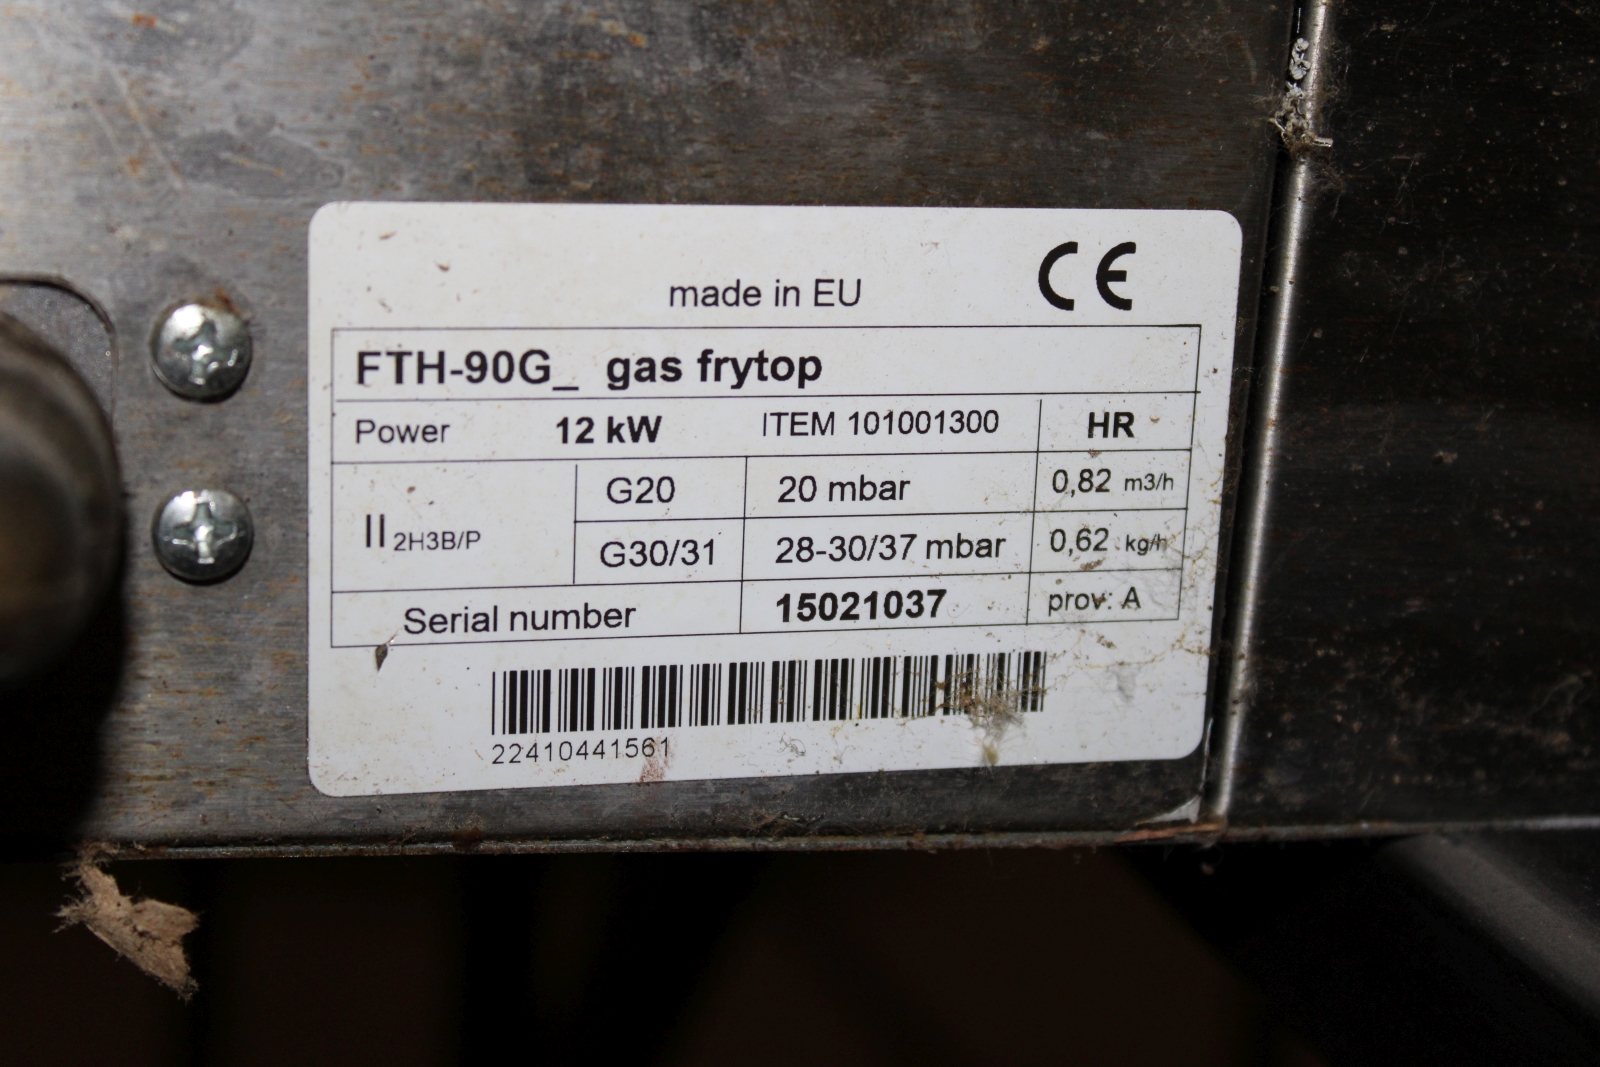 CE
made in EU
FTH-90G_ gas frytop
Power 12 kW ITEM 101001300 HR
II 2H3B/P G20 20 mbar 0,82 m3/h
G30/31 28-30/37 mbar 0,62 kg/h
Serial number 15021037 prov: A
22410441561